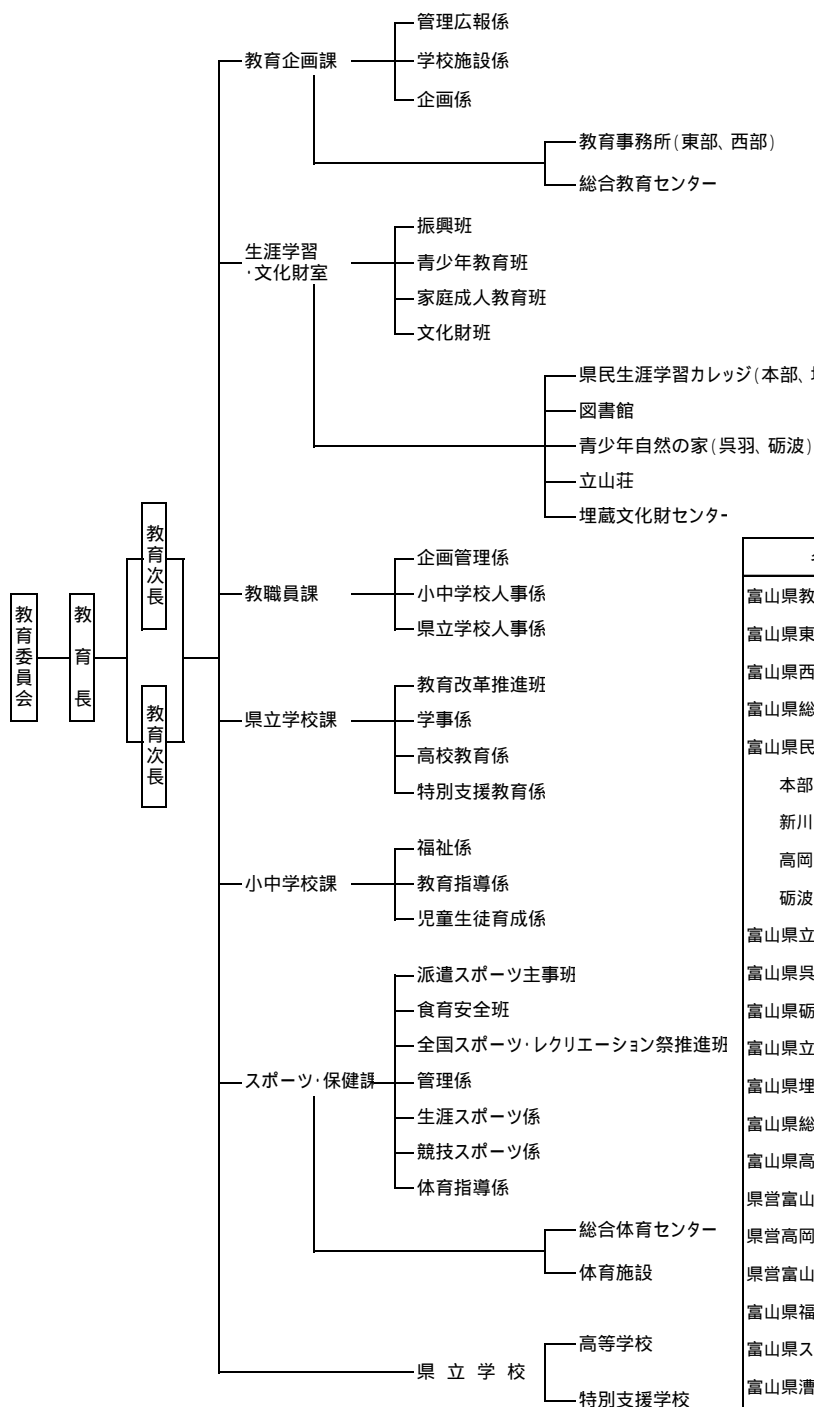 教育委員会
教育長
教育次長
教育次長
教育企画課
管理広報係
学校施設係
企画係
教育事務所(東部、西部)
総合教育センター
生涯学習
・文化財室
振興班
青少年教育班
家庭成人教育班
文化財班
県民生涯学習カレッジ(本部、
図書館
青少年自然の家(呉羽、砺波)
立山荘
埋蔵文化財センター
教職員課
企画管理係
小中学校人事係
県立学校人事係
県立学校課
教育改革推進班
学事係
高校教育係
特別支援教育係
小中学校課
福祉係
教育指導係
児童生徒育成係
スポーツ・保健課
派遣スポーツ主事班
食育安全班
全国スポーツ・レクリエーション祭推進班
管理係
生涯スポーツ係
競技スポーツ係
体育指導係
総合体育センター
体育施設
県立学校
高等学校
特別支援学校
富山県教
富山県東
富山県西
富山県総
富山県民
本部
新川
高岡
砺波
富山県立
富山県呉
富山県砺
富山県立
富山県埋
富山県総
富山県高
県営富山
県営高岡
県営富山
富山県福
富山県ス
富山県漕